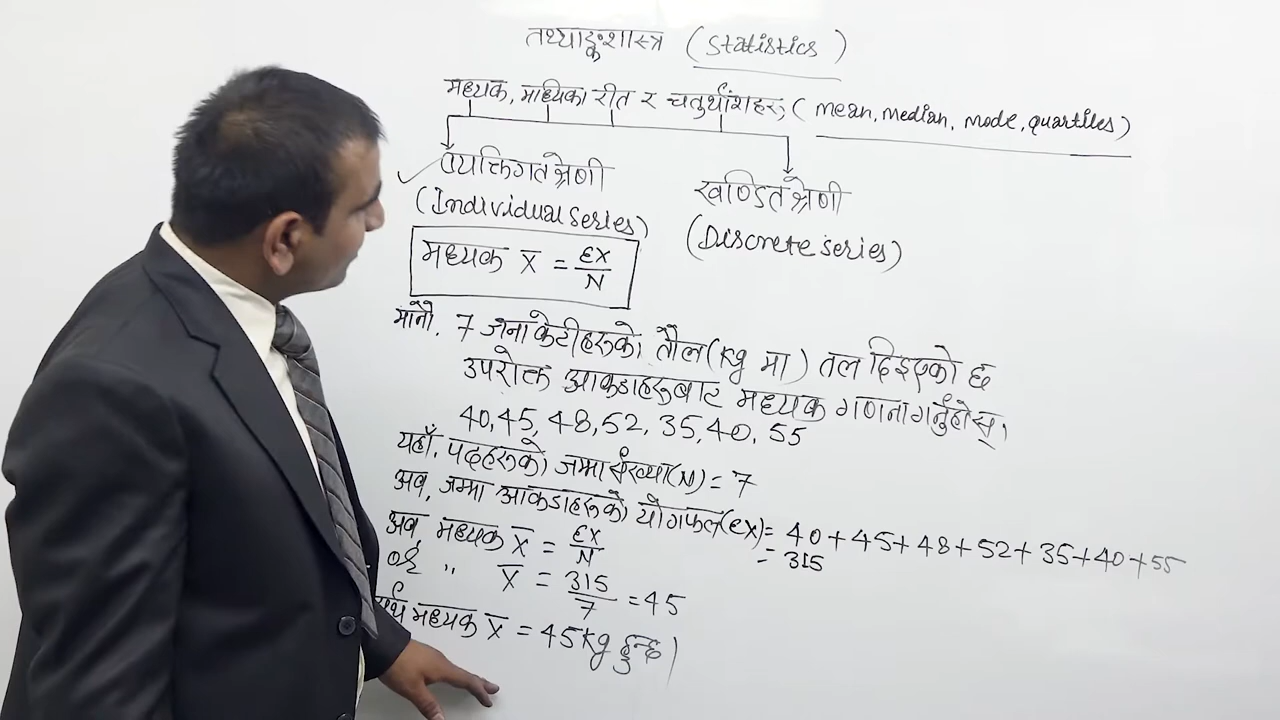 तथ्याङ्कशास्त्र (Statistics)
मध्यक, माध्यिका रीत र चतुर्थांशहरु (mean, median, mode, quartiles)
व्यक्तिगत श्रेणी
(Individual series)
खण्डित श्रेणी
(Discrete series)
मध्यक X̄ = ΣX/N
मानौ, 7 जना केटीहरुको तौल (kg मा) तल दिइएको छ
उपरोक्त आकडाहरुबाट मध्यक गणना गर्नुहोस्,
40, 45, 48, 52, 35, 40, 55
यहाँ, पदहरुको जम्मा संख्या (N) = 7
अब, जम्मा आकडाहरुको योगफल (ΣX) = 40 + 45 + 48 + 52 + 35 + 40 + 55
= 315
अब, मध्यक X̄ = ΣX/N
or " X̄ = 315/7 = 45
मध्यक X̄ = 45 kg हुन्छ।